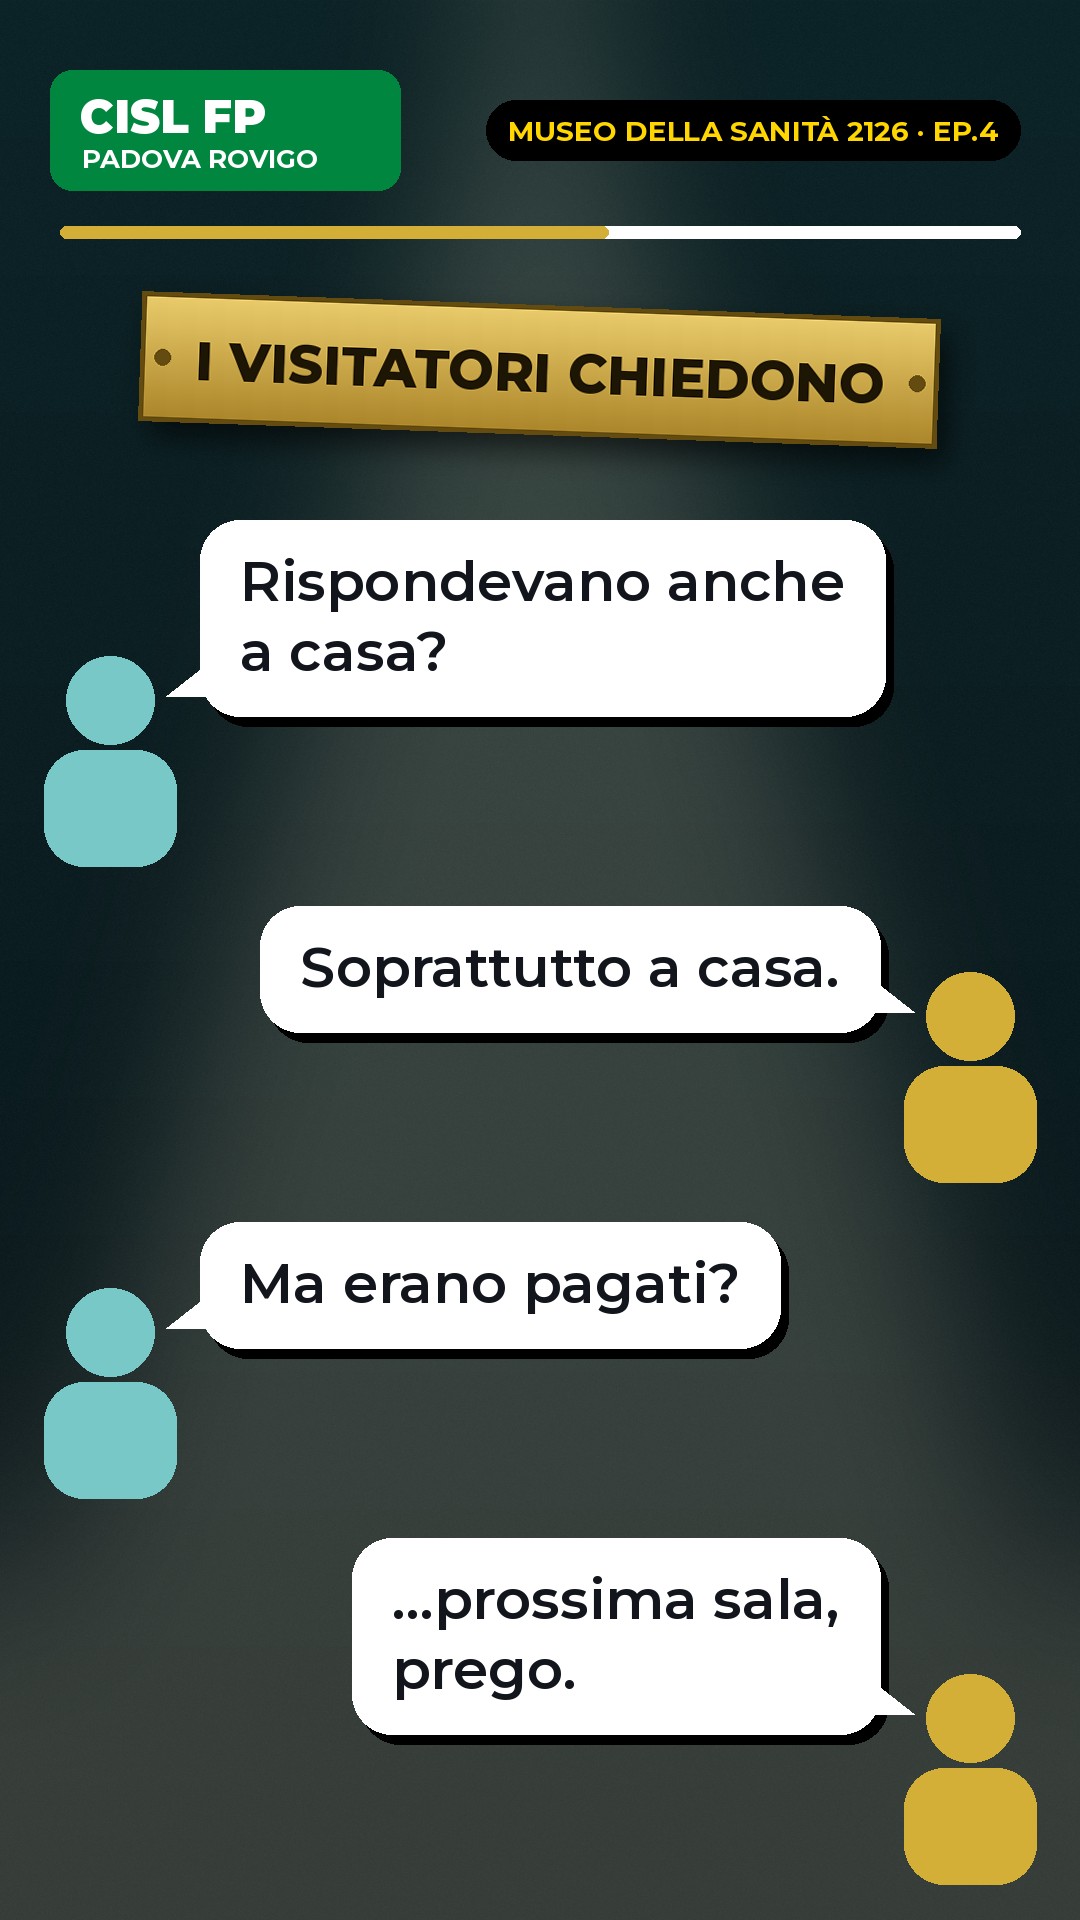 CISL FP
PADOVA ROVIGO
MUSEO DELLA SANITÀ 2126 · EP.4
I VISITATORI CHIEDONO
Rispondevano anche
a casa?
Soprattutto a casa.
Ma erano pagati?
...prossima sala,
prego.